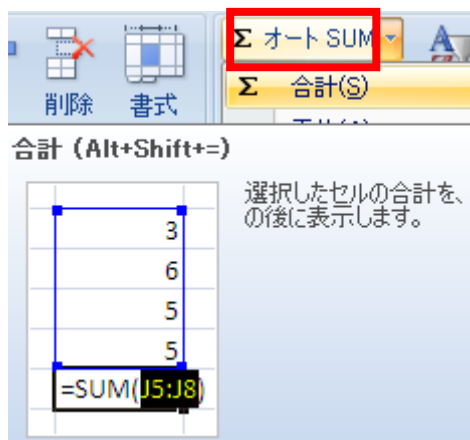 Σ オート SUM
削除 書式
Σ 合計(S)
合計 (Alt+Shift+=)
選択したセルの合計を、
の後に表示します。
3
6
5
5
=SUM(J5:J8)